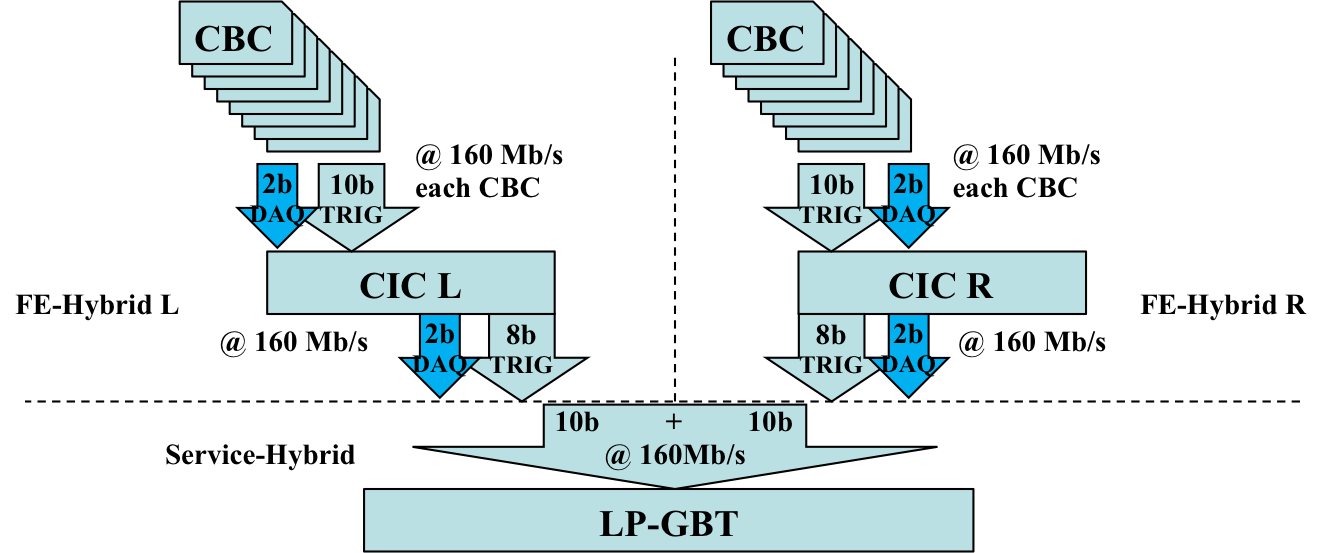 CBC
CBC
@ 160 Mb/s
each CBC
@ 160 Mb/s
each CBC
2b
DAQ
10b
TRIG
10b
TRIG
2b
DAQ
CIC L
CIC R
FE-Hybrid L
FE-Hybrid R
@ 160 Mb/s
2b
DAQ
8b
TRIG
8b
TRIG
2b
DAQ
@ 160 Mb/s
10b + 10b
@ 160Mb/s
Service-Hybrid
LP-GBT